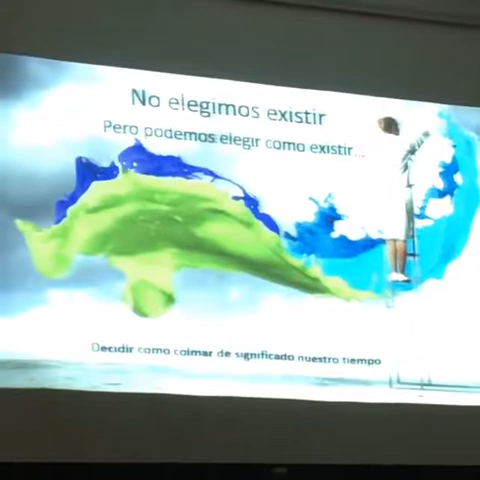 No elegimos existir
Pero podemos elegir como existir...
Decidir como colmar de significado nuestro tiempo